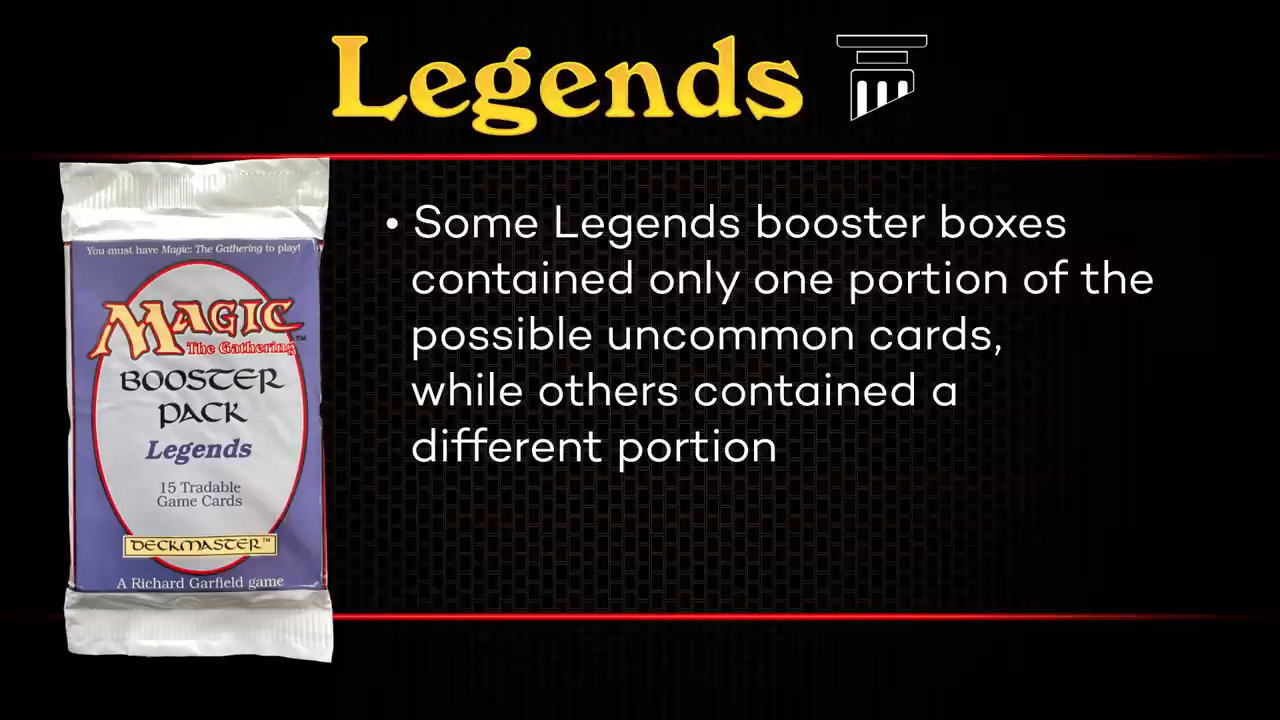 Legends
• Some Legends booster boxes
contained only one portion of the
possible uncommon cards,
while others contained a
different portion
You must have Magic: The Gathering to play!
MAGIC™
The Gathering
BOOSTER
PACK
Legends
15 Tradable
Game Cards
DECKMASTER™
A Richard Garfield game